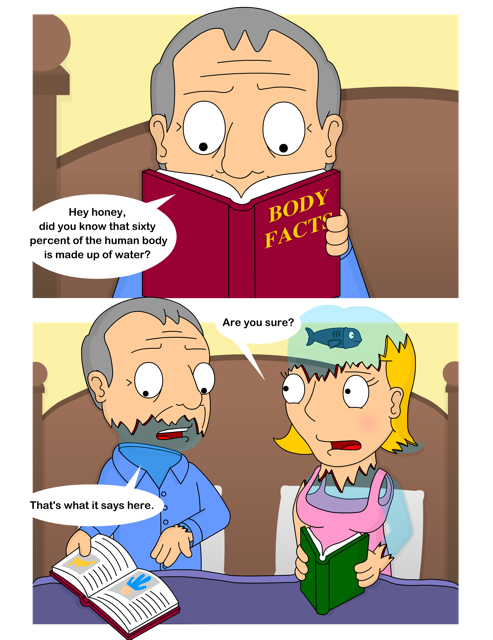 Hey honey,
did you know that sixty
percent of the human body
is made up of water?
BODY
FACTS
Are you sure?
That's what it says here.